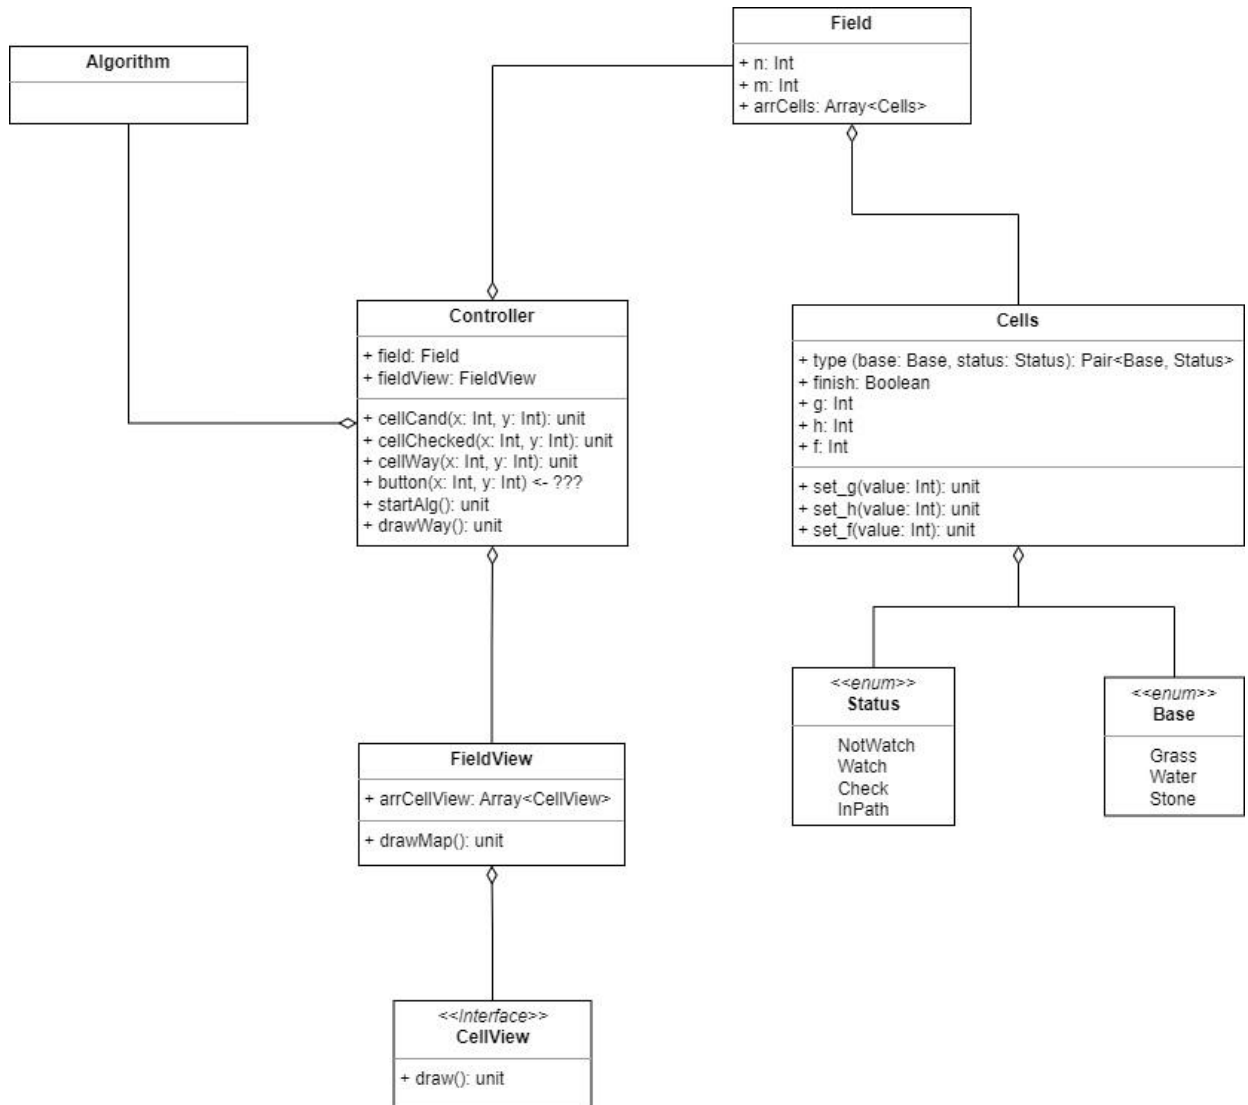 Algorithm
Field
+ n: Int
+ m: Int
+ arrCells: Array<Cells>
Controller
+ field: Field
+ fieldView: FieldView
+ cellCand(x: Int, y: Int): unit
+ cellChecked(x: Int, y: Int): unit
+ cellWay(x: Int, y: Int): unit
+ button(x: Int, y: Int) <- ???
+ startAlg(): unit
+ drawWay(): unit
Cells
+ type (base: Base, status: Status): Pair<Base, Status>
+ finish: Boolean
+ g: Int
+ h: Int
+ f: Int
+ set_g(value: Int): unit
+ set_h(value: Int): unit
+ set_f(value: Int): unit
<<enum>>
Status
NotWatch
Watch
Check
InPath
<<enum>>
Base
Grass
Water
Stone
FieldView
+ arrCellView: Array<CellView>
+ drawMap(): unit
<<Interface>>
CellView
+ draw(): unit